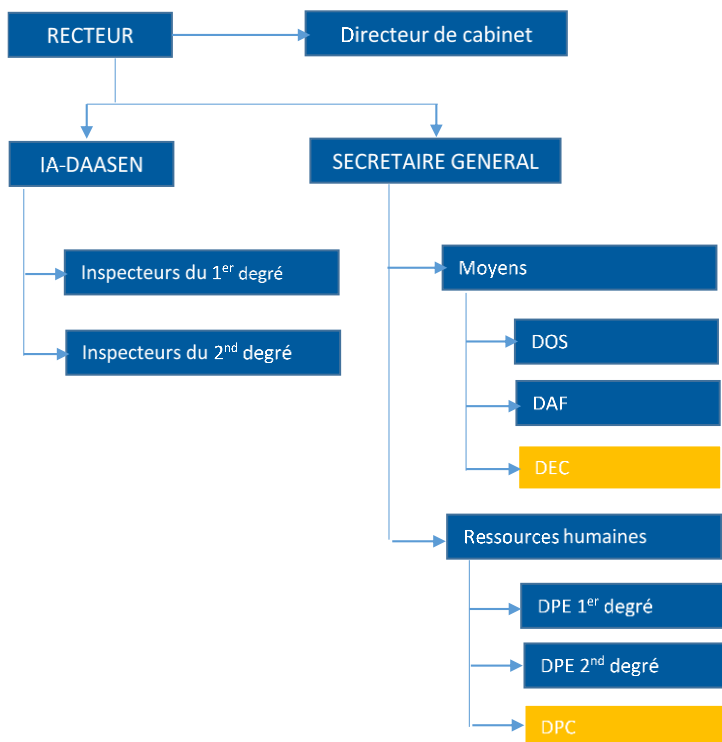 RECTEUR
Directeur de cabinet
IA-DAASEN
SECRETAIRE GENERAL
Inspecteurs du 1er degré
Inspecteurs du 2nd degré
Moyens
DOS
DAF
DEC
Ressources humaines
DPE 1er degré
DPE 2nd degré
DPC